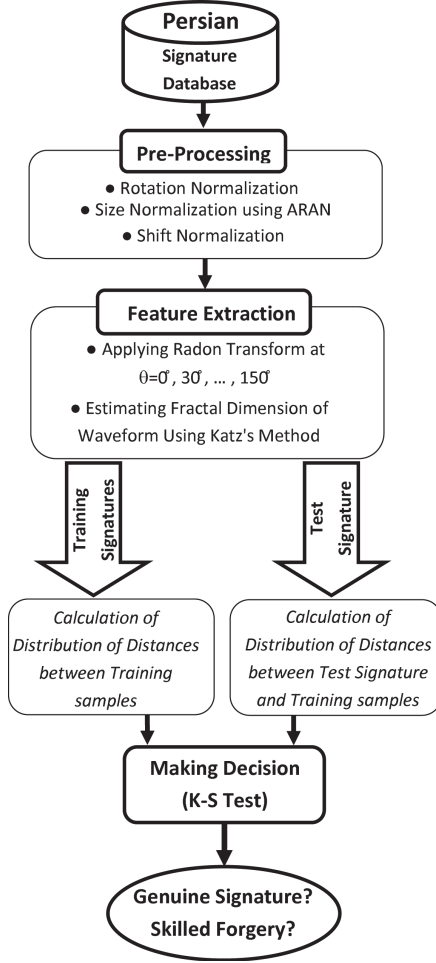 Persian
Signature
Database
Pre-Processing
● Rotation Normalization
● Size Normalization using ARAN
● Shift Normalization
Feature Extraction
● Applying Radon Transform at
θ=0°, 30°, ... , 150°
● Estimating Fractal Dimension of
Waveform Using Katz's Method
Training
Signatures
Test
Signature
Calculation of
Distribution of Distances
between Training
samples
Calculation of
Distribution of Distances
between Test Signature
and Training samples
Making Decision
(K-S Test)
Genuine Signature?
Skilled Forgery?